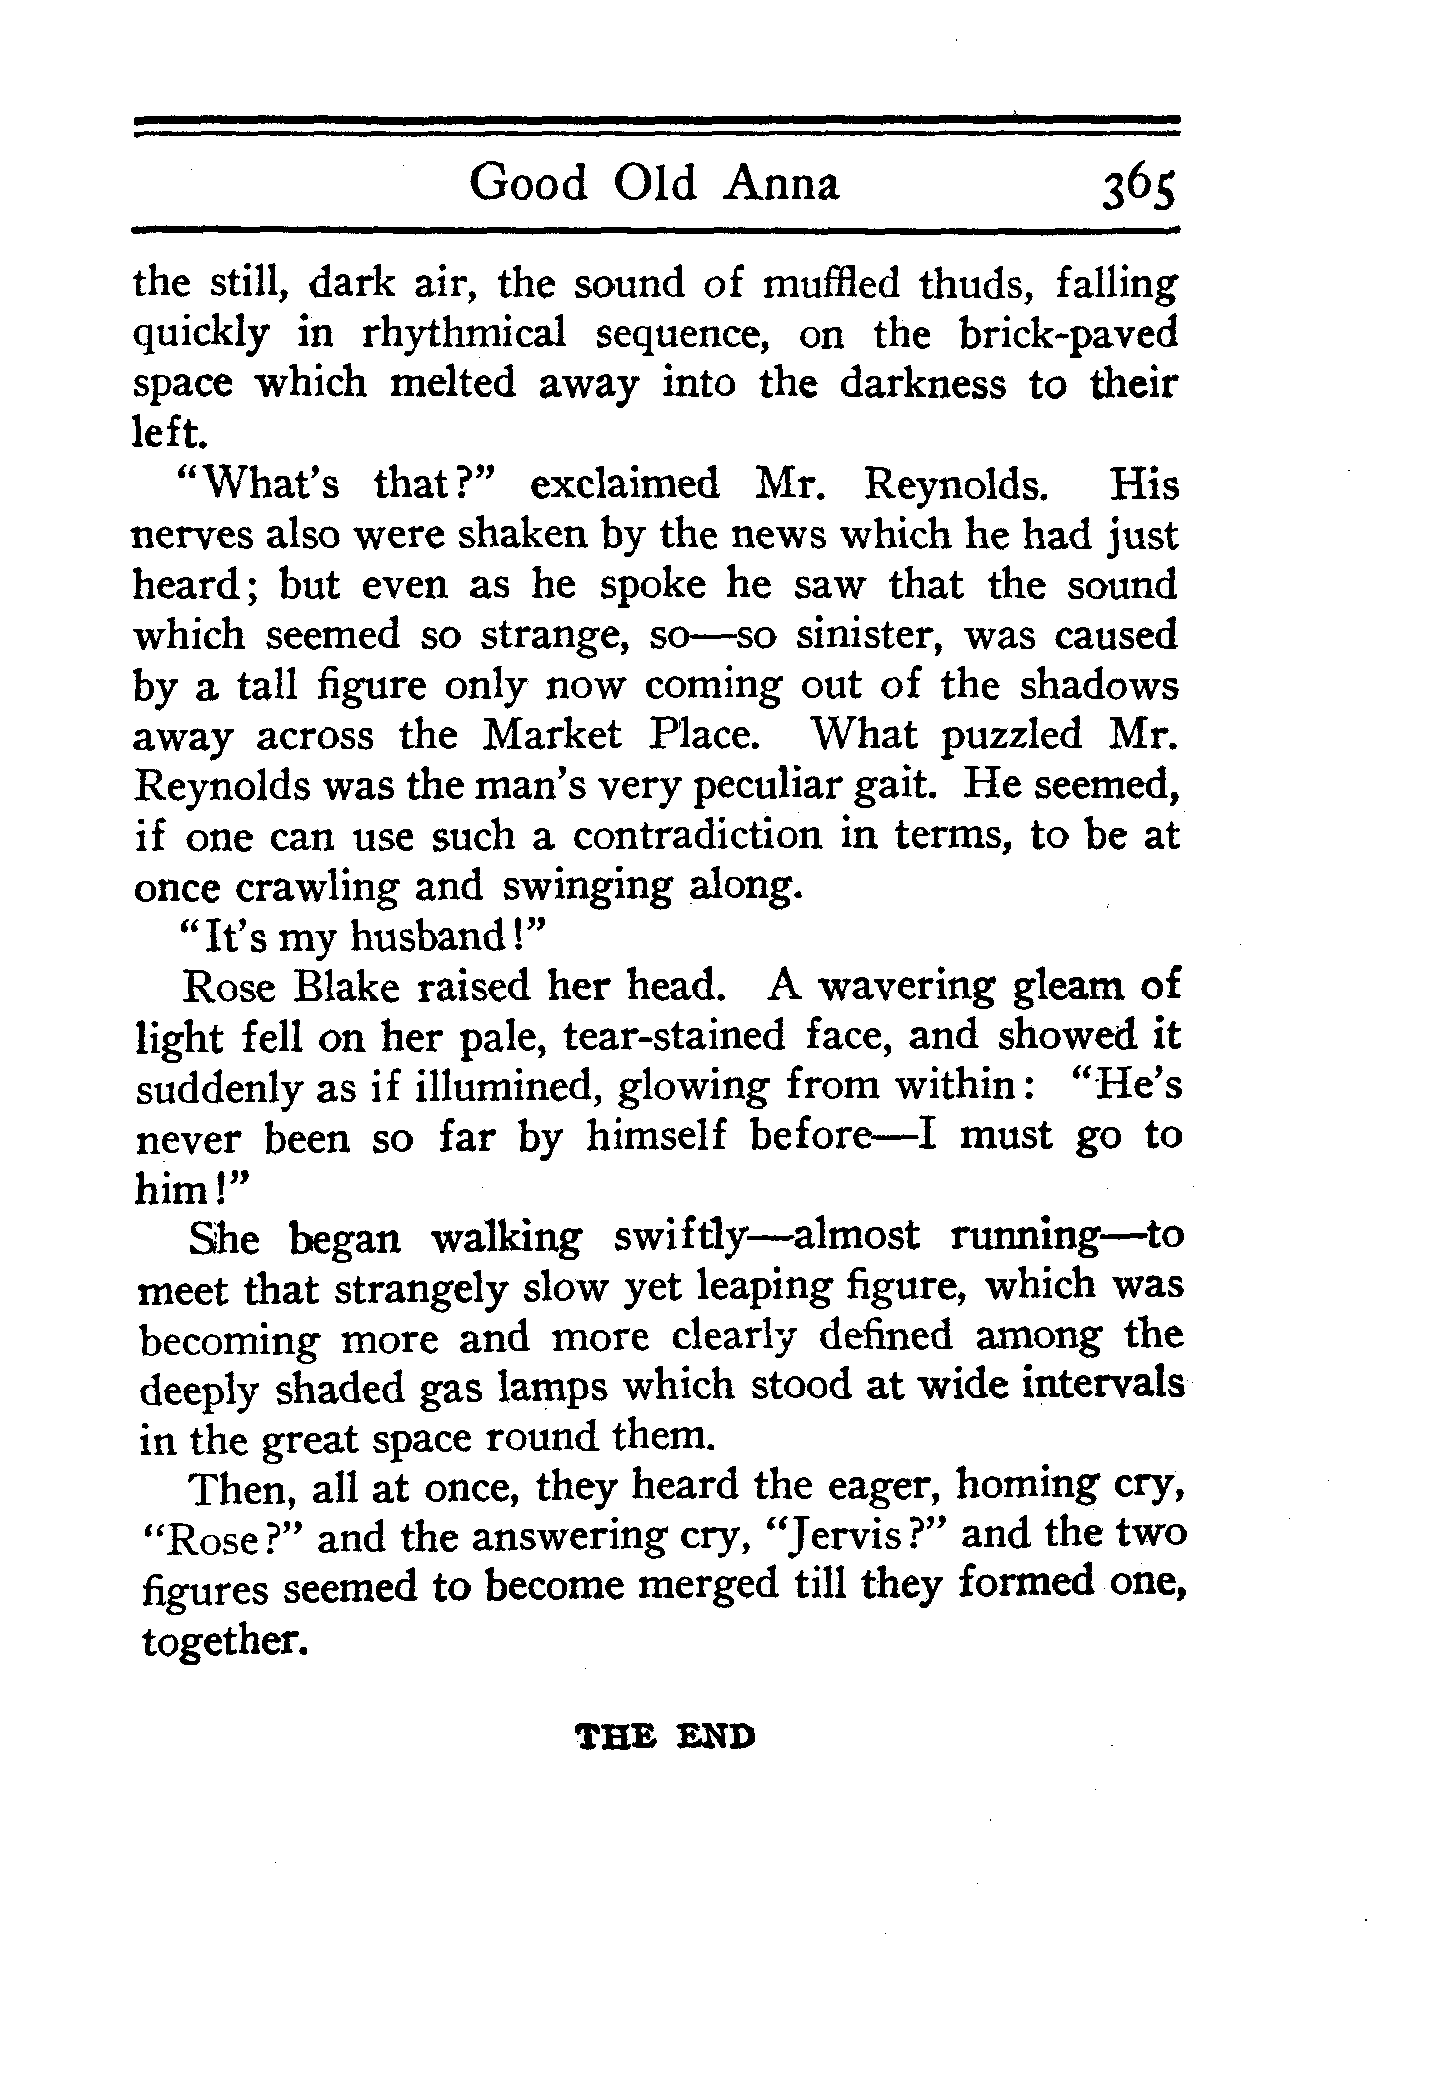 Good Old Anna 365
the still, dark air, the sound of muffled thuds, falling
quickly in rhythmical sequence, on the brick-paved
space which melted away into the darkness to their
left.
"What's that?" exclaimed Mr. Reynolds. His
nerves also were shaken by the news which he had just
heard; but even as he spoke he saw that the sound
which seemed so strange, so—so sinister, was caused
by a tall figure only now coming out of the shadows
away across the Market Place. What puzzled Mr.
Reynolds was the man's very peculiar gait. He seemed,
if one can use such a contradiction in terms, to be at
once crawling and swinging along.
"It's my husband!"
Rose Blake raised her head. A wavering gleam of
light fell on her pale, tear-stained face, and showed it
suddenly as if illumined, glowing from within: "He's
never been so far by himself before—I must go to
him!"
She began walking swiftly—almost running—to
meet that strangely slow yet leaping figure, which was
becoming more and more clearly defined among the
deeply shaded gas lamps which stood at wide intervals
in the great space round them.
Then, all at once, they heard the eager, homing cry,
"Rose?" and the answering cry, "Jervis?" and the two
figures seemed to become merged till they formed one,
together.
THE END